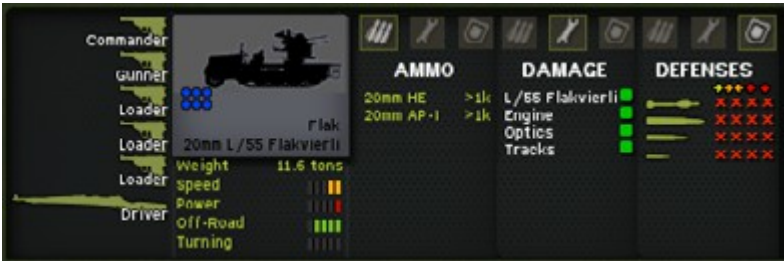 Commander
Gunner
Loader
Loader
Loader
Driver
Flak
20mm L/55 Flakvierli
Weight 11.6 tons
Speed
Power
Off-Road
Turning
AMMO
20mm HE >1k
20mm AP-I >1k
DAMAGE
L/55 Flakvierli
Engine
Optics
Tracks
DEFENSES